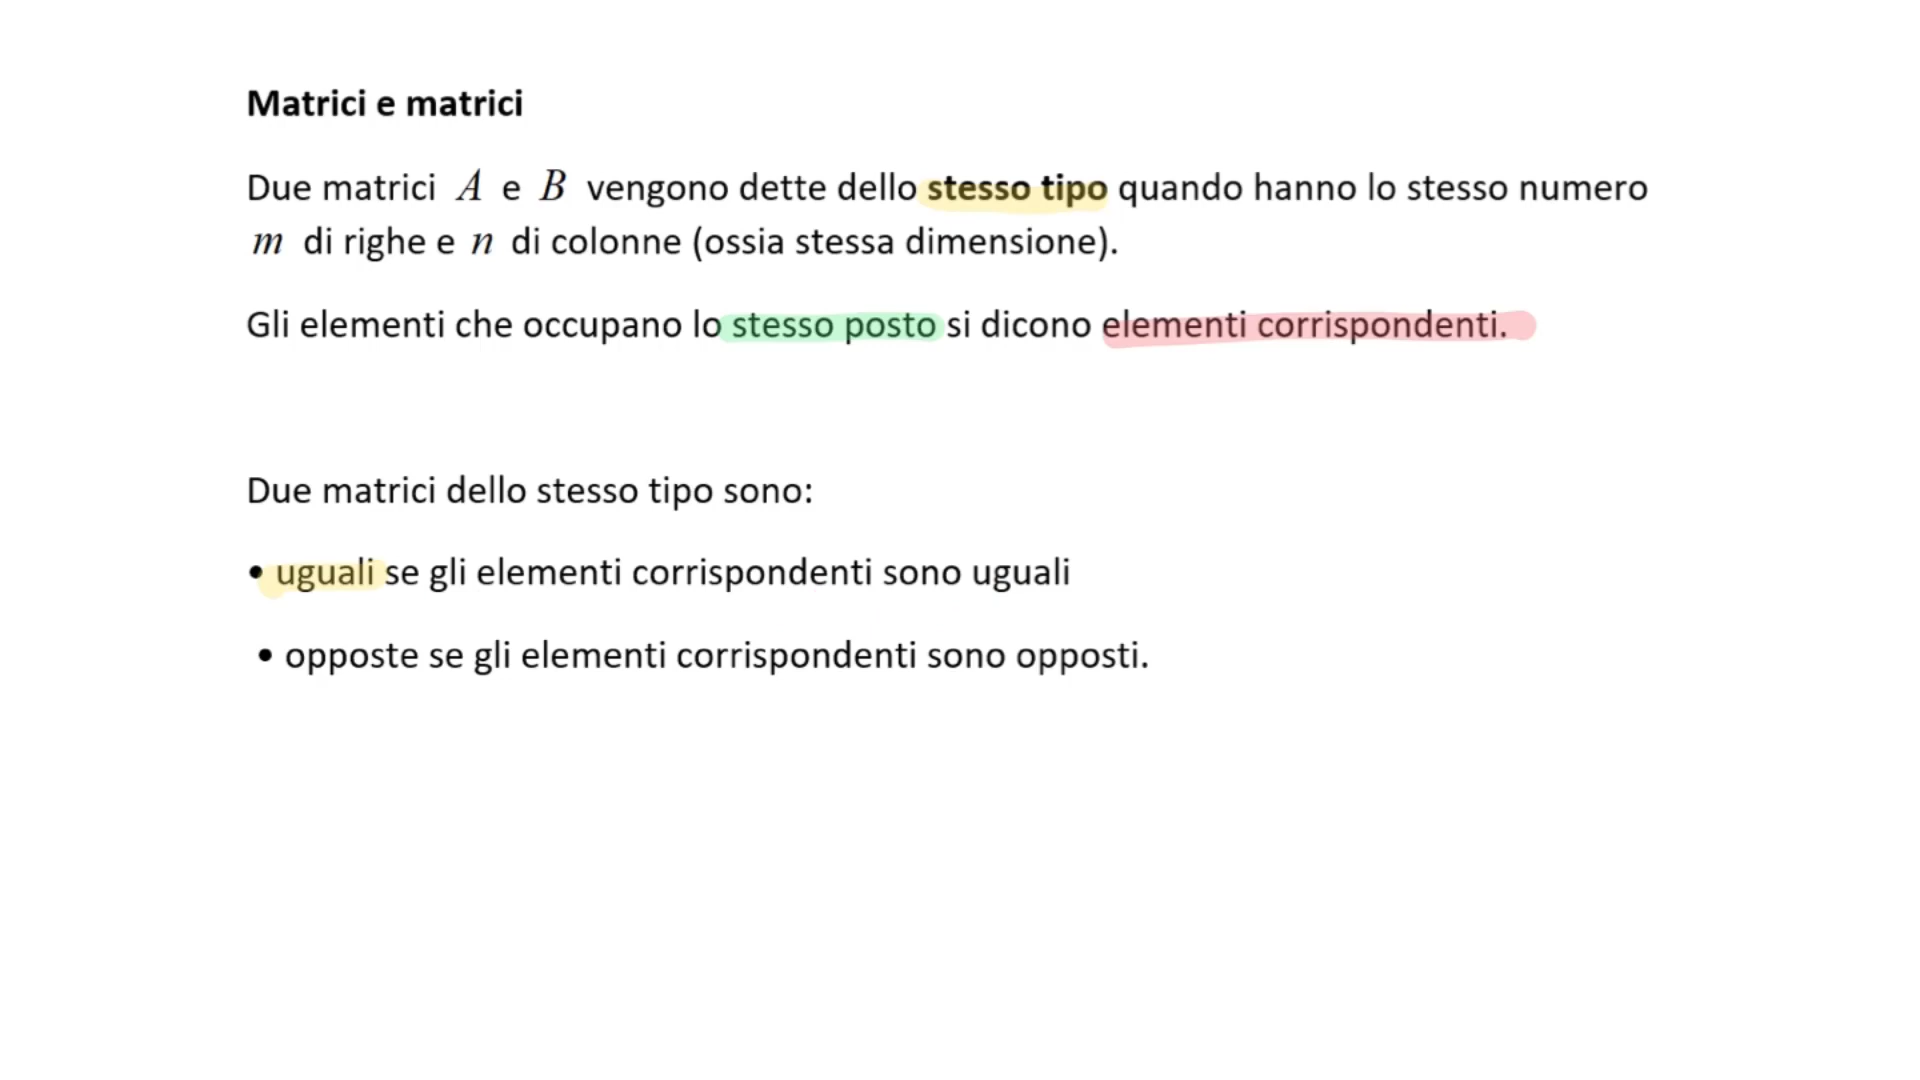 Matrici e matrici
Due matrici A e B vengono dette dello stesso tipo quando hanno lo stesso numero
m di righe e n di colonne (ossia stessa dimensione).
Gli elementi che occupano lo stesso posto si dicono elementi corrispondenti.
Due matrici dello stesso tipo sono:
• uguali se gli elementi corrispondenti sono uguali
• opposte se gli elementi corrispondenti sono opposti.